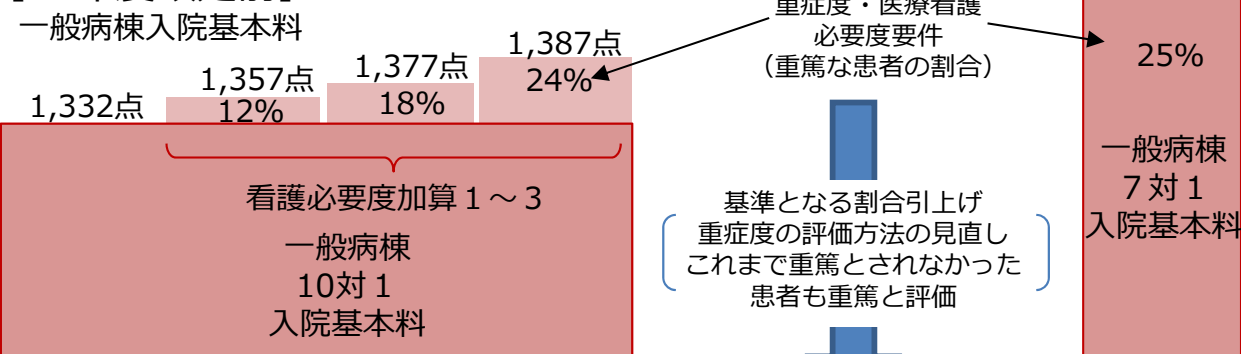 一般病棟入院基本料
1,332点
1,357点
12%
1,377点
18%
1,387点
24%
看護必要度加算１～３
一般病棟
10対１
入院基本料
重症度・医療看護
必要度要件
（重篤な患者の割合）
基準となる割合引上げ
重症度の評価方法の見直し
これまで重篤とされなかった
患者も重篤と評価
25%
一般病棟
７対１
入院基本料